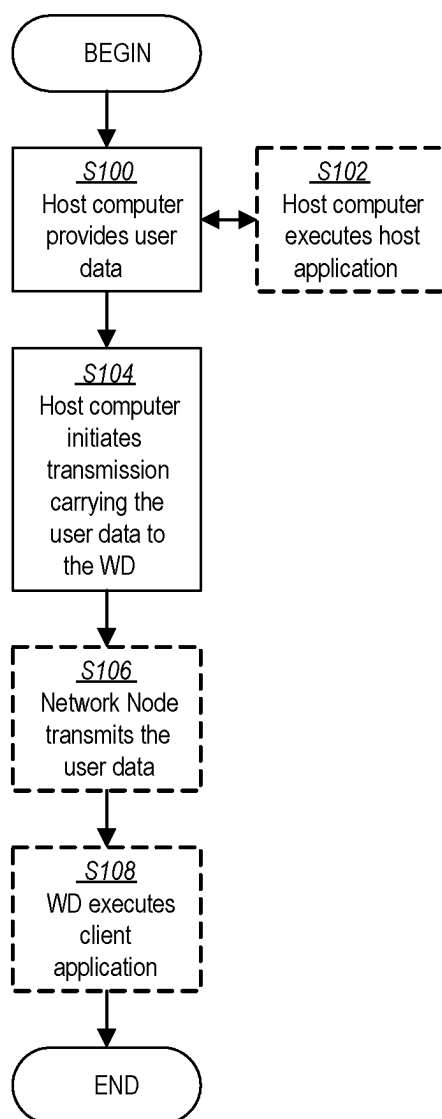 BEGIN
S100
Host computer
provides user
data
S102
Host computer
executes host
application
S104
Host computer
initiates
transmission
carrying the
user data to
the WD
S106
Network Node
transmits the
user data
S108
WD executes
client
application
END